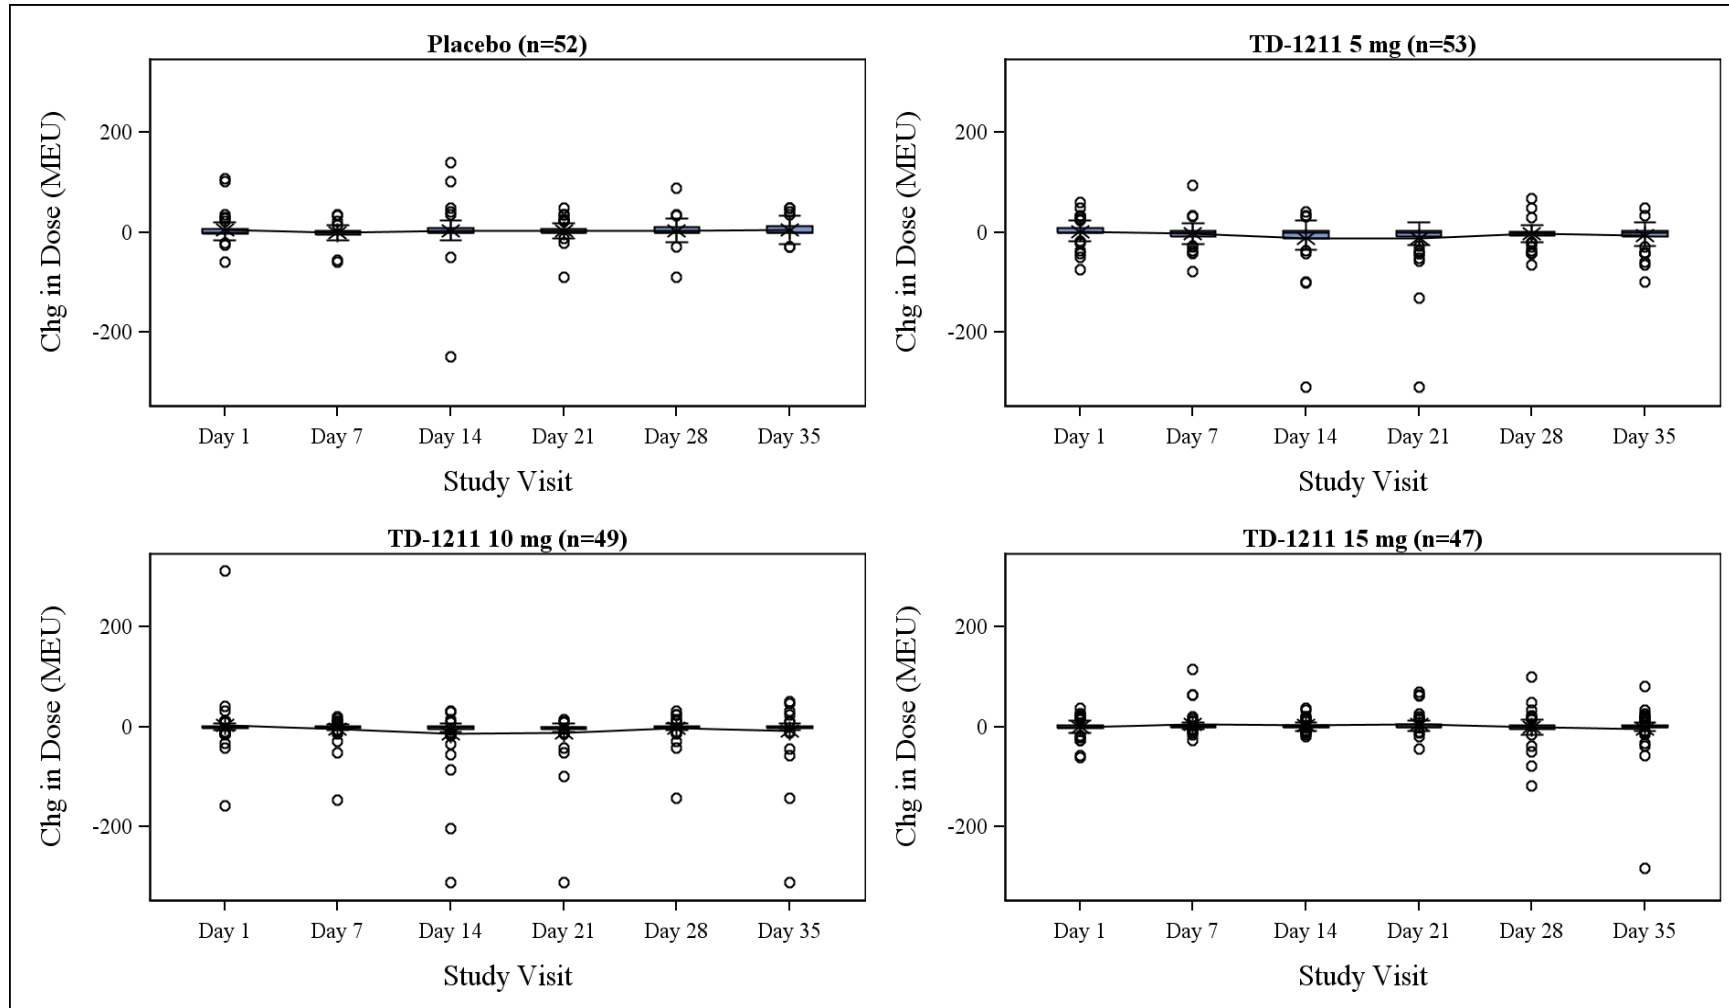 Placebo (n=52)
Chg in Dose (MEU)
200
0
-200
Day 1 Day 7 Day 14 Day 21 Day 28 Day 35
Study Visit
TD-1211 5 mg (n=53)
Chg in Dose (MEU)
200
0
-200
Day 1 Day 7 Day 14 Day 21 Day 28 Day 35
Study Visit
TD-1211 10 mg (n=49)
Chg in Dose (MEU)
200
0
-200
Day 1 Day 7 Day 14 Day 21 Day 28 Day 35
Study Visit
TD-1211 15 mg (n=47)
Chg in Dose (MEU)
200
0
-200
Day 1 Day 7 Day 14 Day 21 Day 28 Day 35
Study Visit